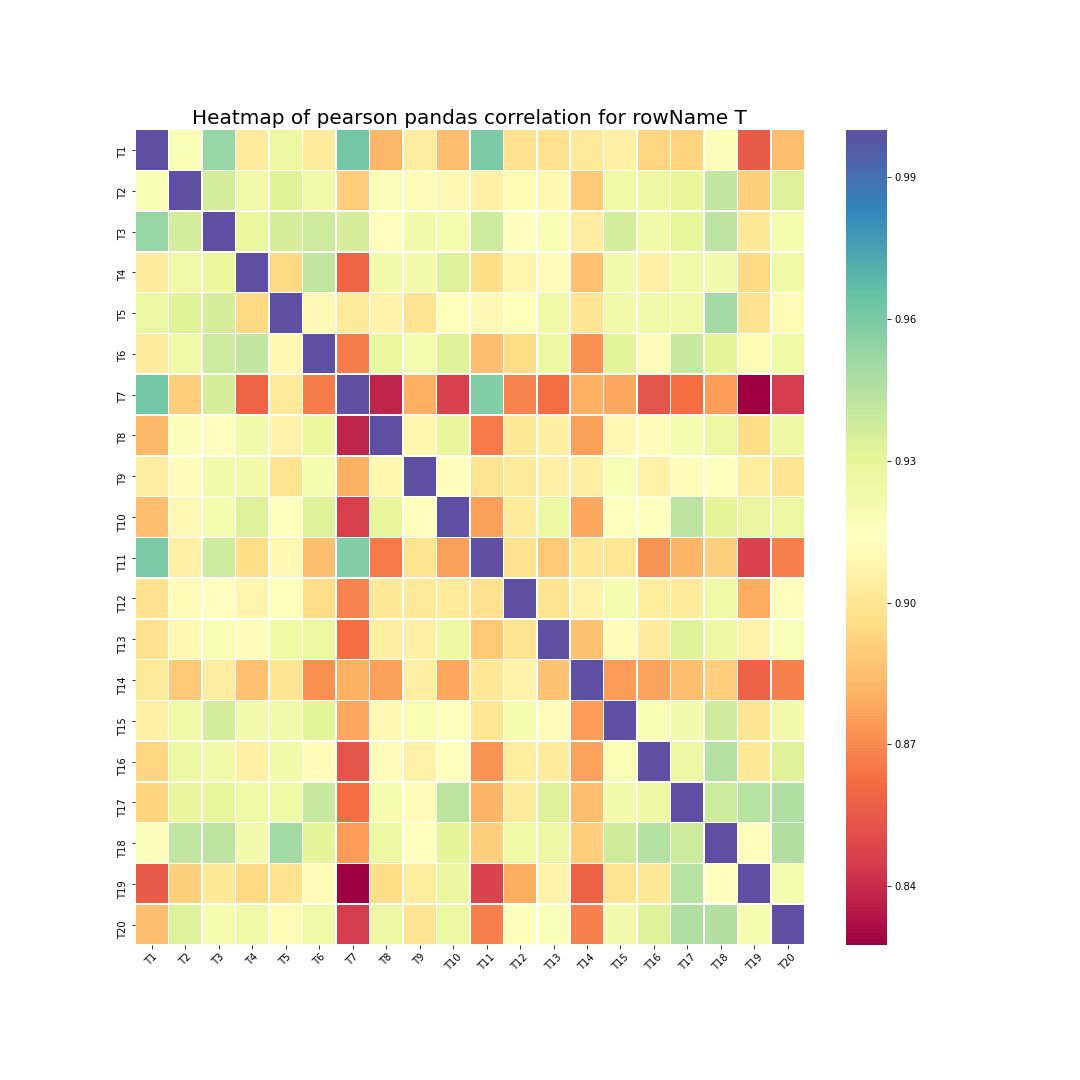 Heatmap of pearson pandas correlation for rowName T
T1
T2
T3
T4
T5
T6
T7
T8
T9
T10
T11
T12
T13
T14
T15
T16
T17
T18
T19
T20
T1 T2 T3 T4 T5 T6 T7 T8 T9 T10 T11 T12 T13 T14 T15 T16 T17 T18 T19 T20
0.99
0.96
0.93
0.90
0.87
0.84